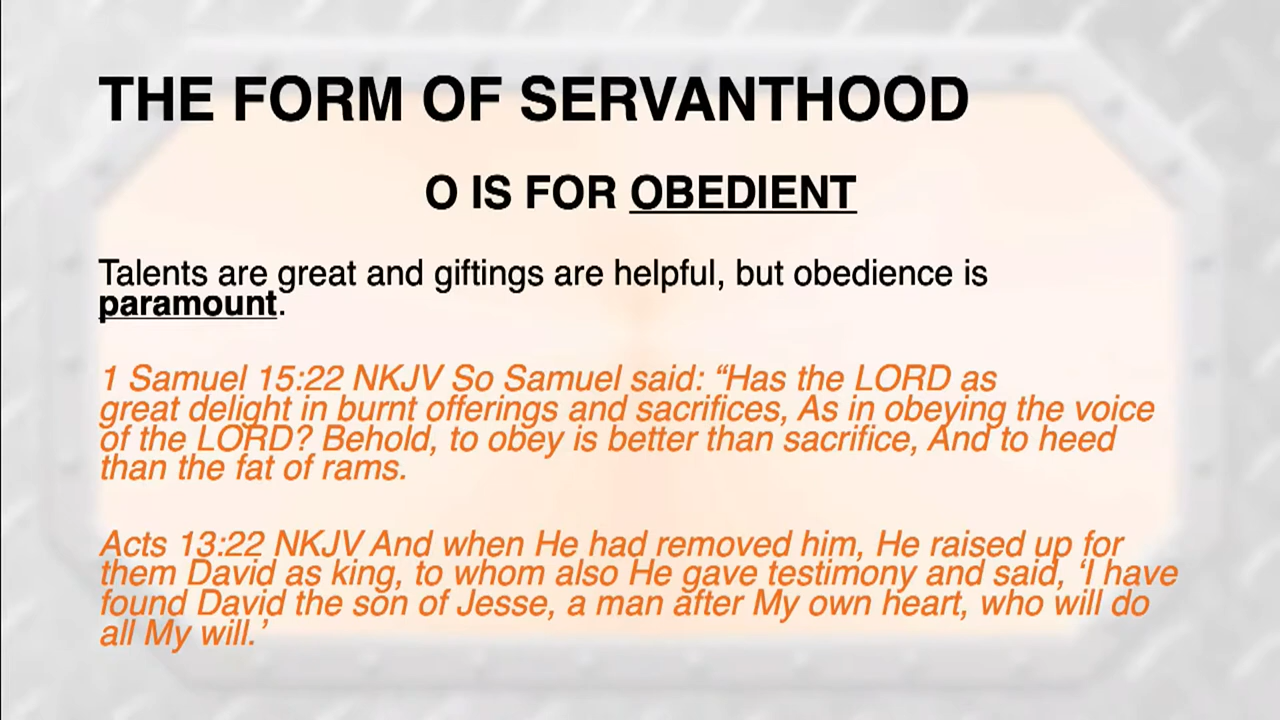 THE FORM OF SERVANTHOOD
O IS FOR OBEDIENT
Talents are great and giftings are helpful, but obedience is
paramount.
1 Samuel 15:22 NKJV So Samuel said: “Has the LORD as
great delight in burnt offerings and sacrifices, As in obeying the voice
of the LORD? Behold, to obey is better than sacrifice, And to heed
than the fat of rams.
Acts 13:22 NKJV And when He had removed him, He raised up for
them David as king, to whom also He gave testimony and said, ‘I have
found David the son of Jesse, a man after My own heart, who will do
all My will.’